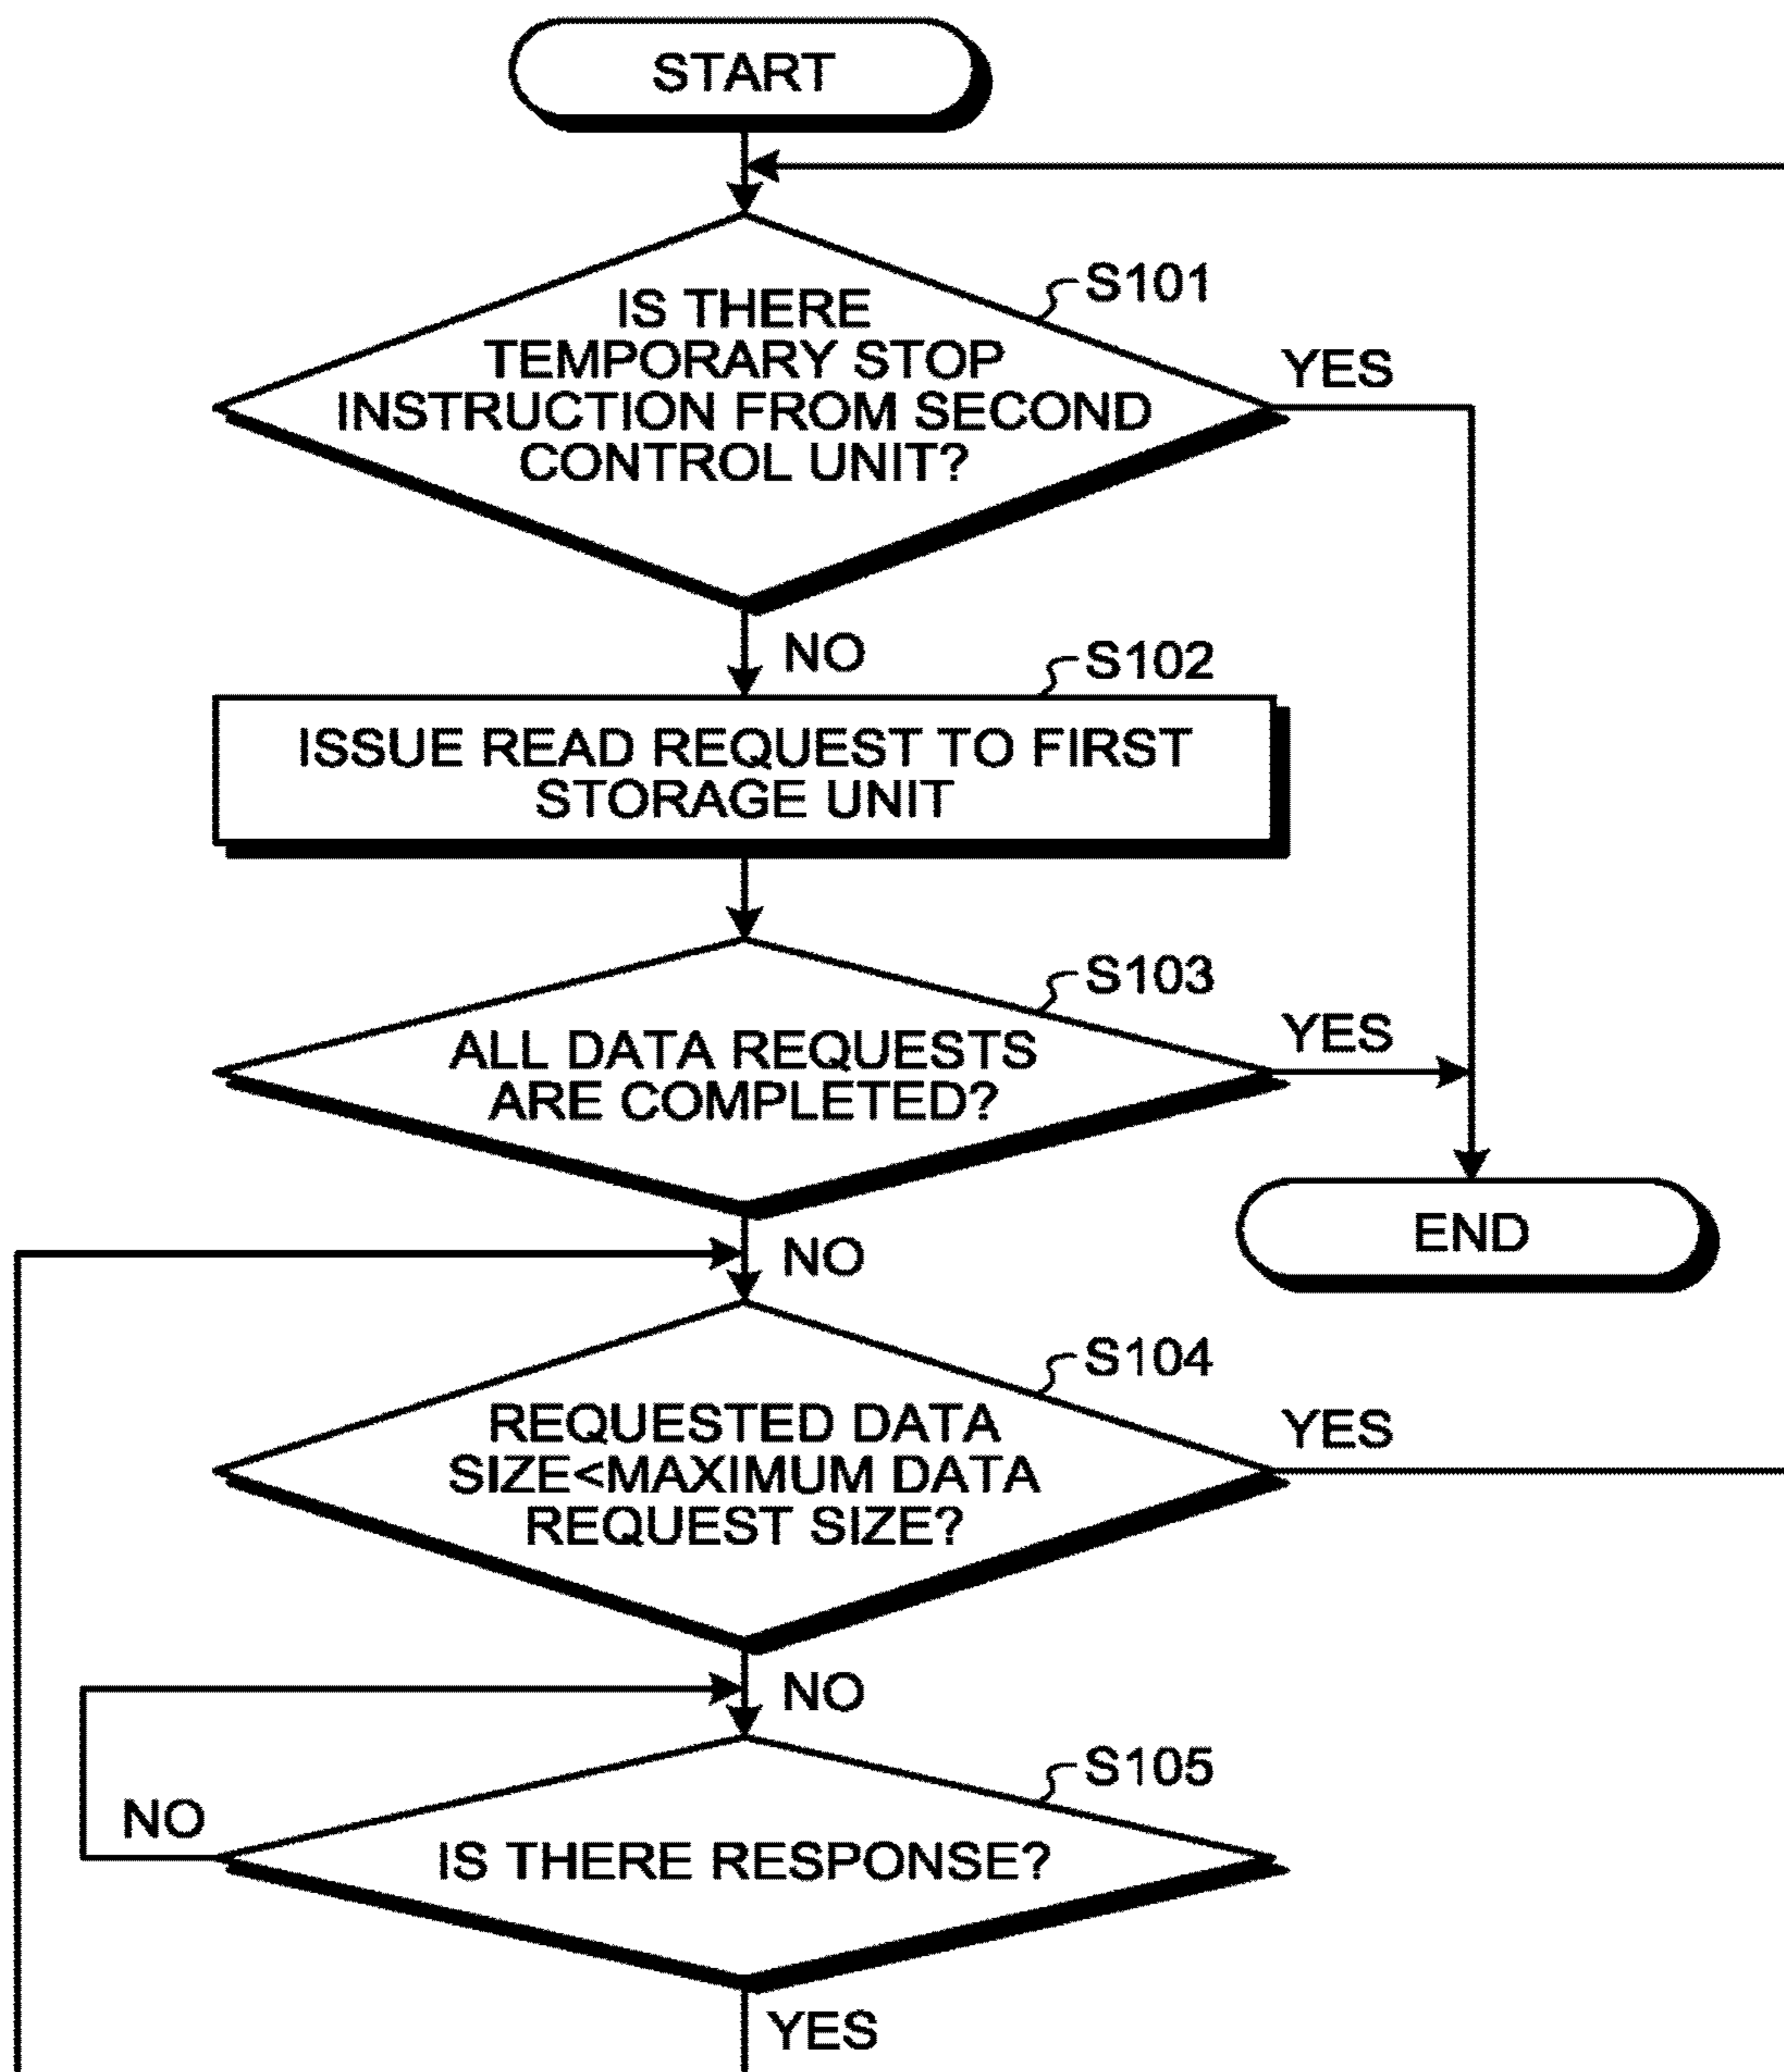 START
S101
IS THERE
TEMPORARY STOP
INSTRUCTION FROM SECOND
CONTROL UNIT?
YES
NO
S102
ISSUE READ REQUEST TO FIRST
STORAGE UNIT
S103
ALL DATA REQUESTS
ARE COMPLETED?
YES
END
NO
S104
REQUESTED DATA
SIZE<MAXIMUM DATA
REQUEST SIZE?
YES
NO
S105
NO
IS THERE RESPONSE?
YES